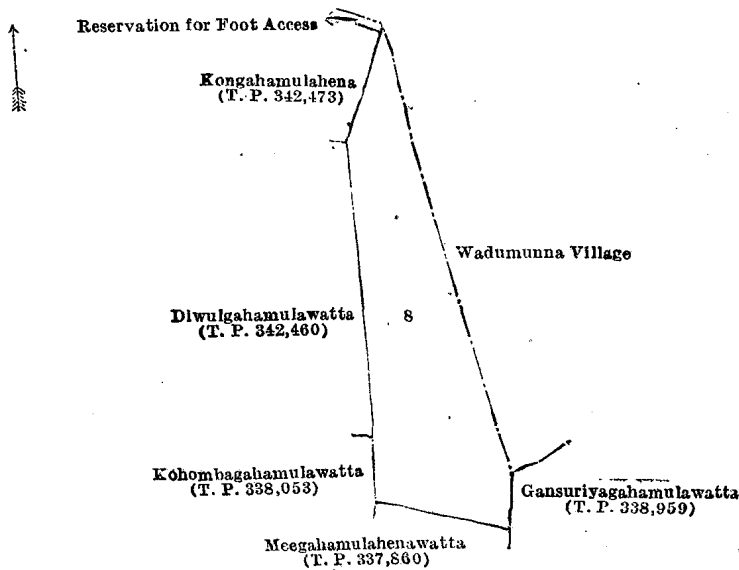 Reservation for Foot Access
Kongahamulahena
(T. P. 342,473)
Wadumunna Village
Diwulgahamulawatta
(T. P. 342,460)
8
Kohombagahamulawatta
(T. P. 338,053)
Gansuriyagahamulawatta
(T. P. 338,959)
Meegahamulahenawatta
(T. P. 337,860)